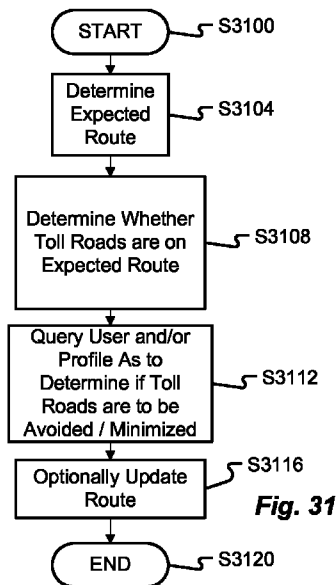 START
S3100
Determine
Expected
Route
S3104
Determine Whether
Toll Roads are on
Expected Route
S3108
Query User and/or
Profile As to
Determine if Toll
Roads are to be
Avoided / Minimized
S3112
Optionally Update
Route
S3116
Fig. 31
END
S3120